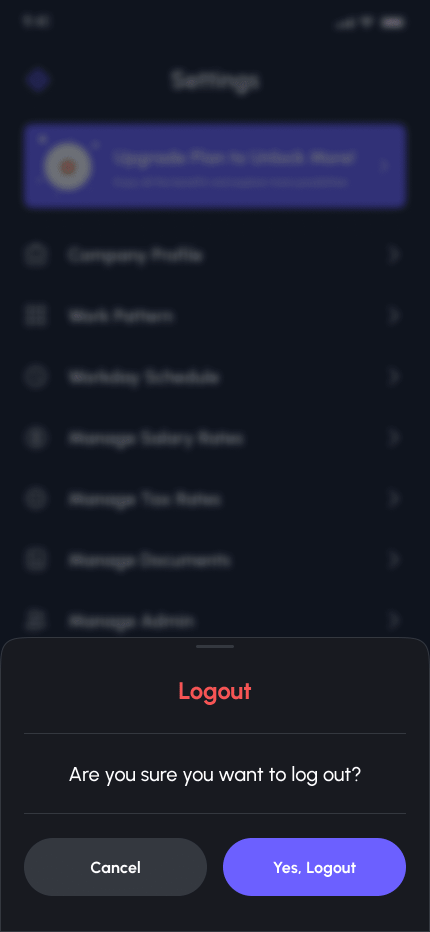 9:41
Settings
Upgrade Plan to Unlock More!
Company Profile
Work Pattern
Workday Schedule
Manage Salary Rates
Manage Tax Rates
Manage Documents
Manage Admin
Logout
Are you sure you want to log out?
Cancel
Yes, Logout